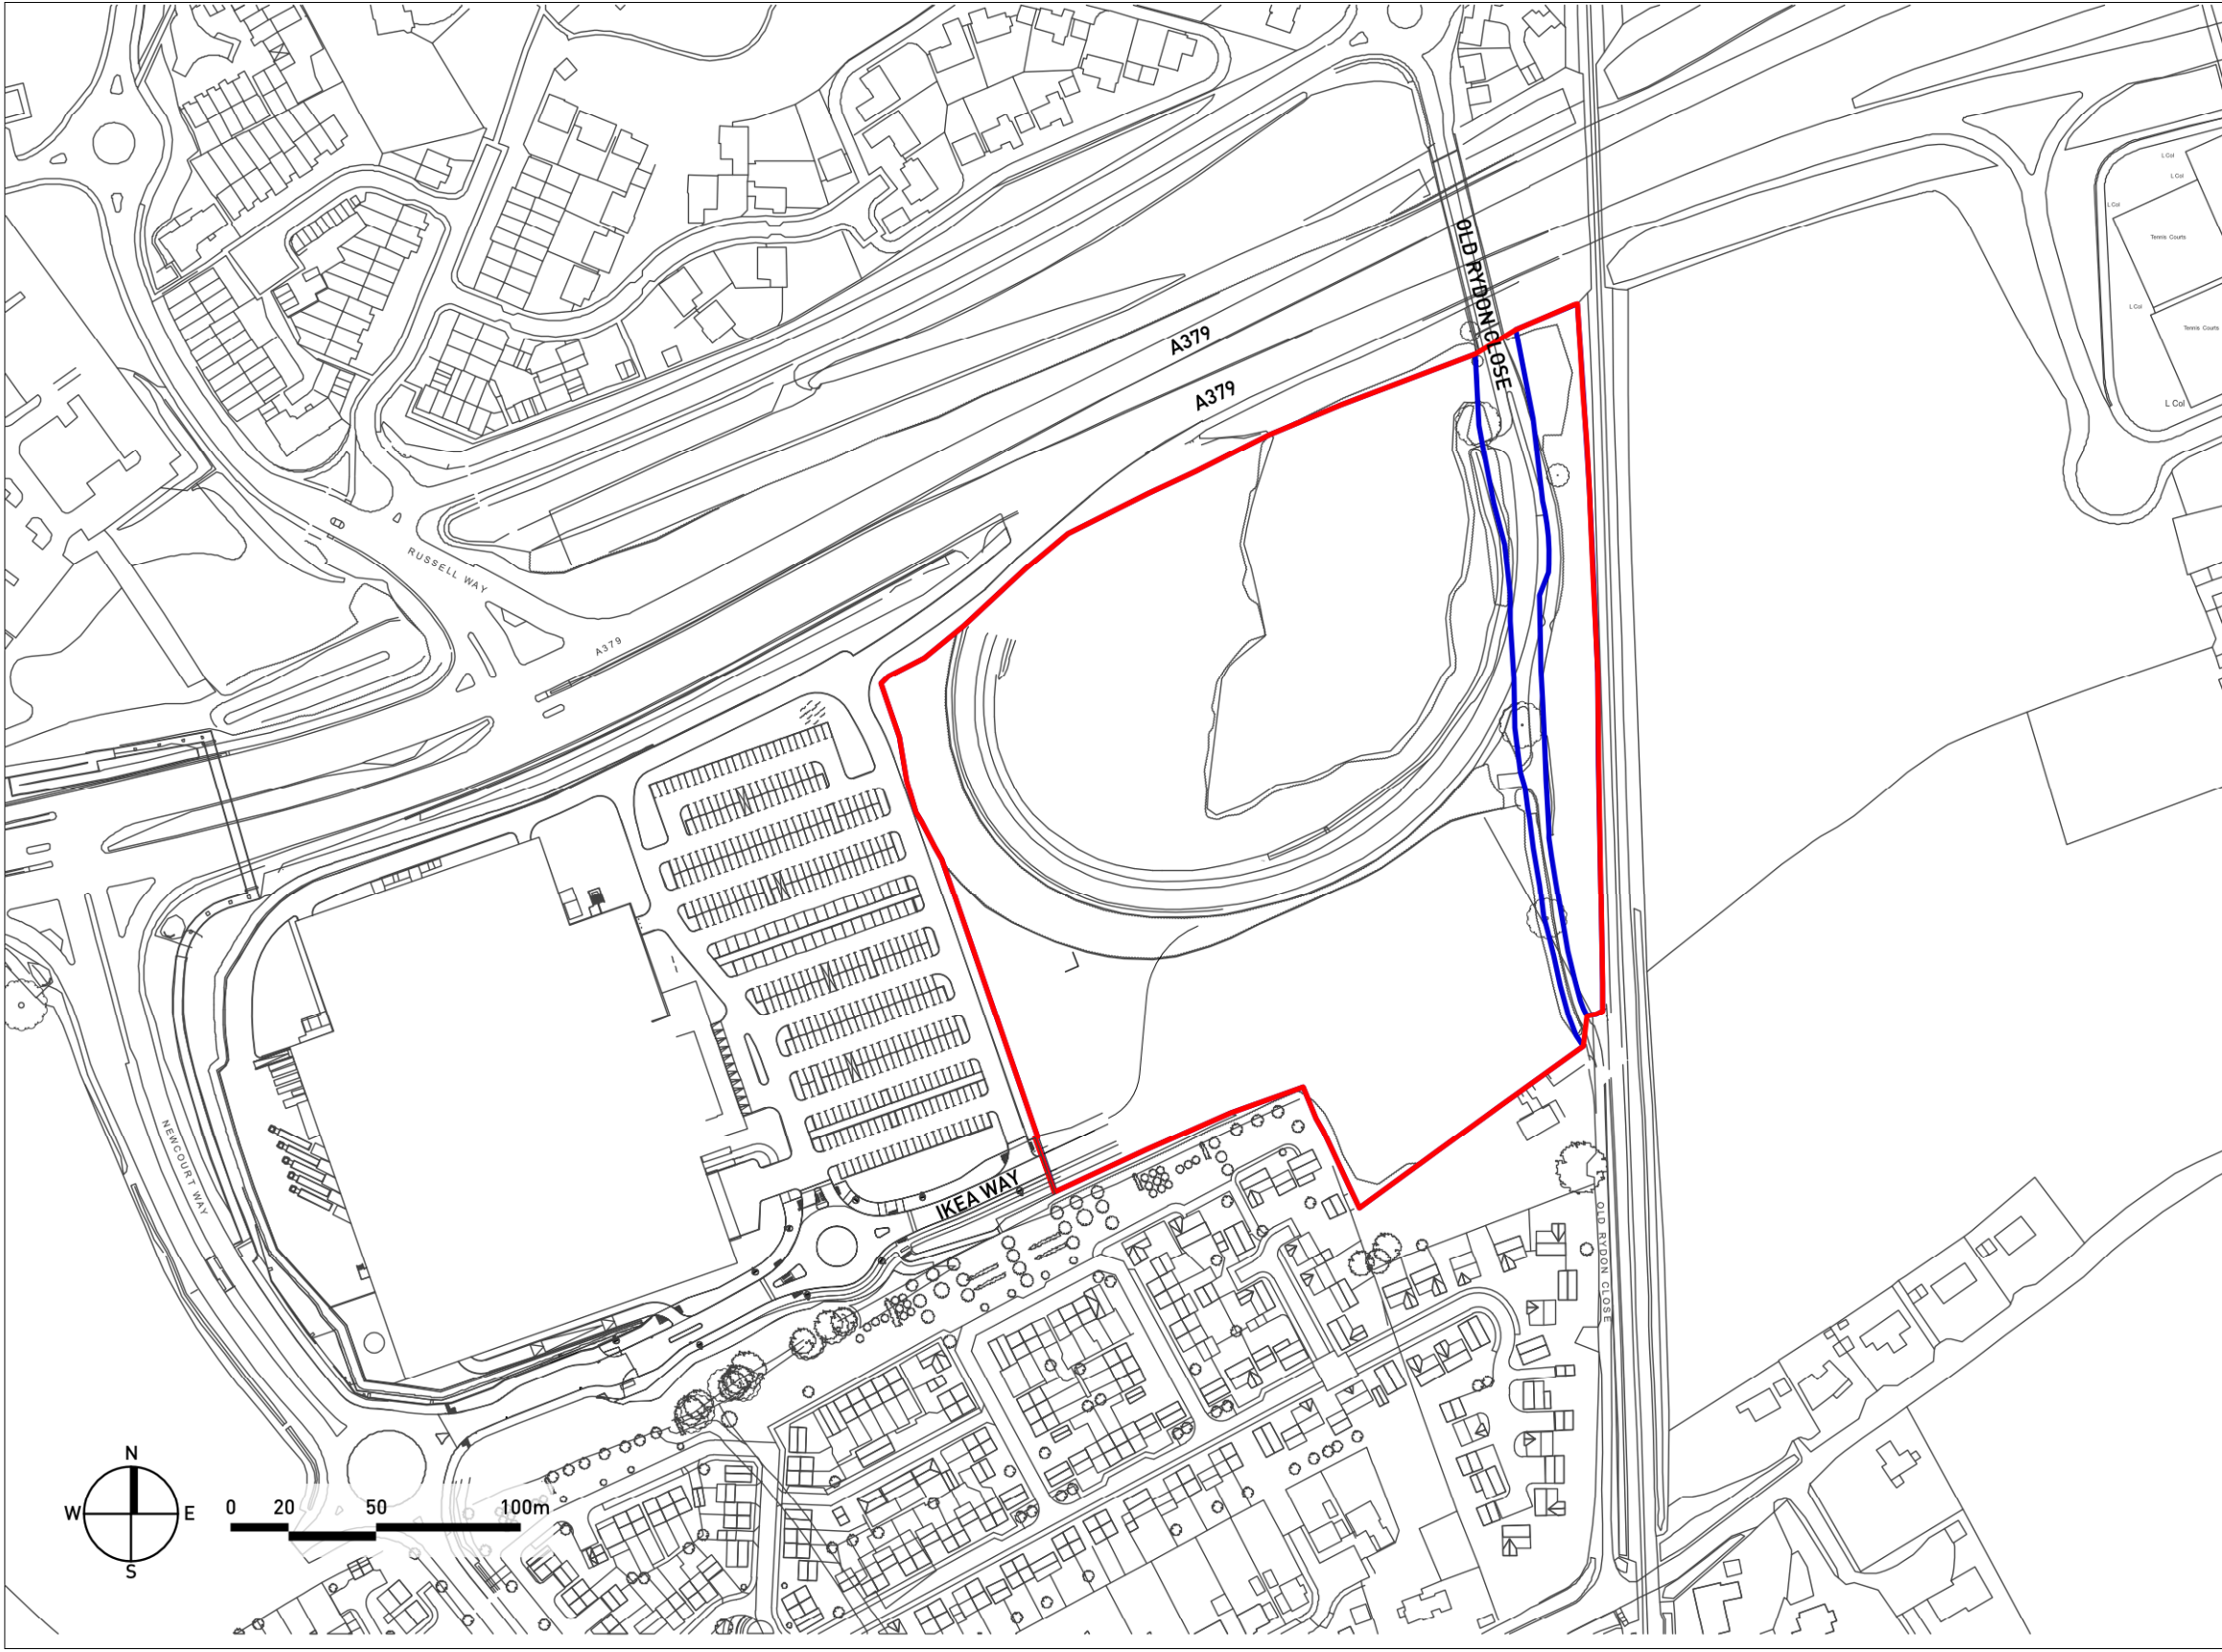 L Col
L Col
L Col
Tennis Courts
OLD RYDON CLOSE
L Col
Tennis Courts
A379
A379
L Col
RUSSELL WAY
A379
NEWCOURT WAY
IKEA WAY
OLD RYDON CLOSE
N
W E
S
0 20 50 100m